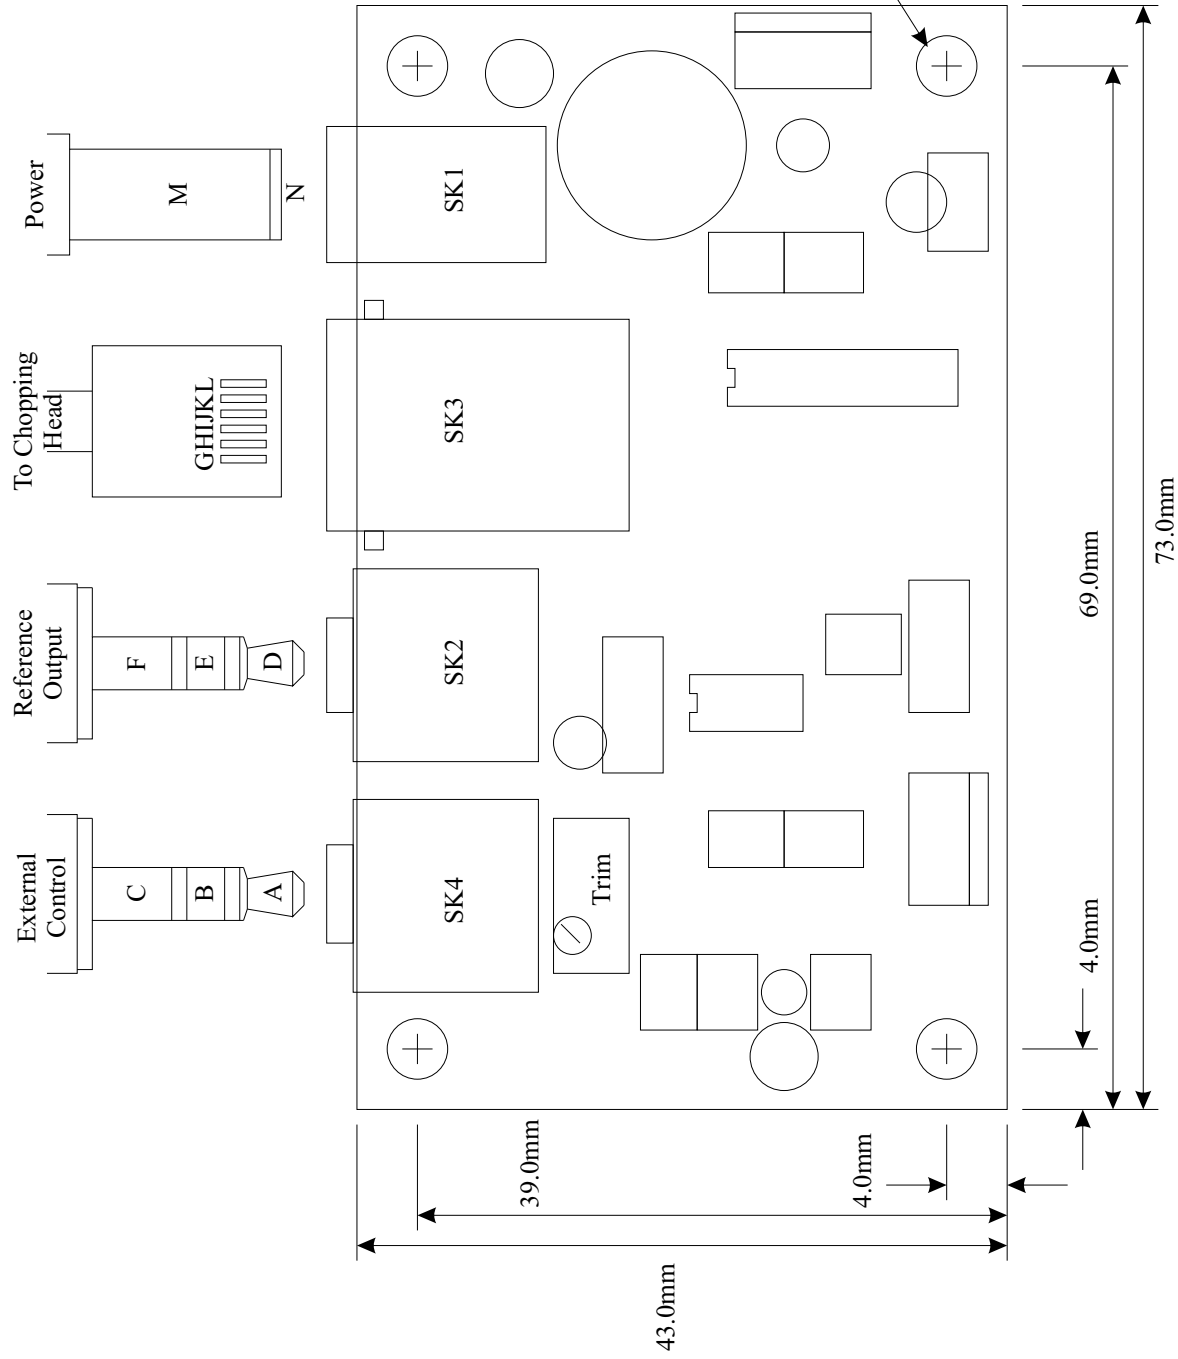 External
Control
Reference
Output
To Chopping
Head
Power
C
B
A
F
E
D
GHIJKL
M
N
SK4
SK2
SK3
SK1
Trim
43.0mm
39.0mm
4.0mm
4.0mm
69.0mm
73.0mm